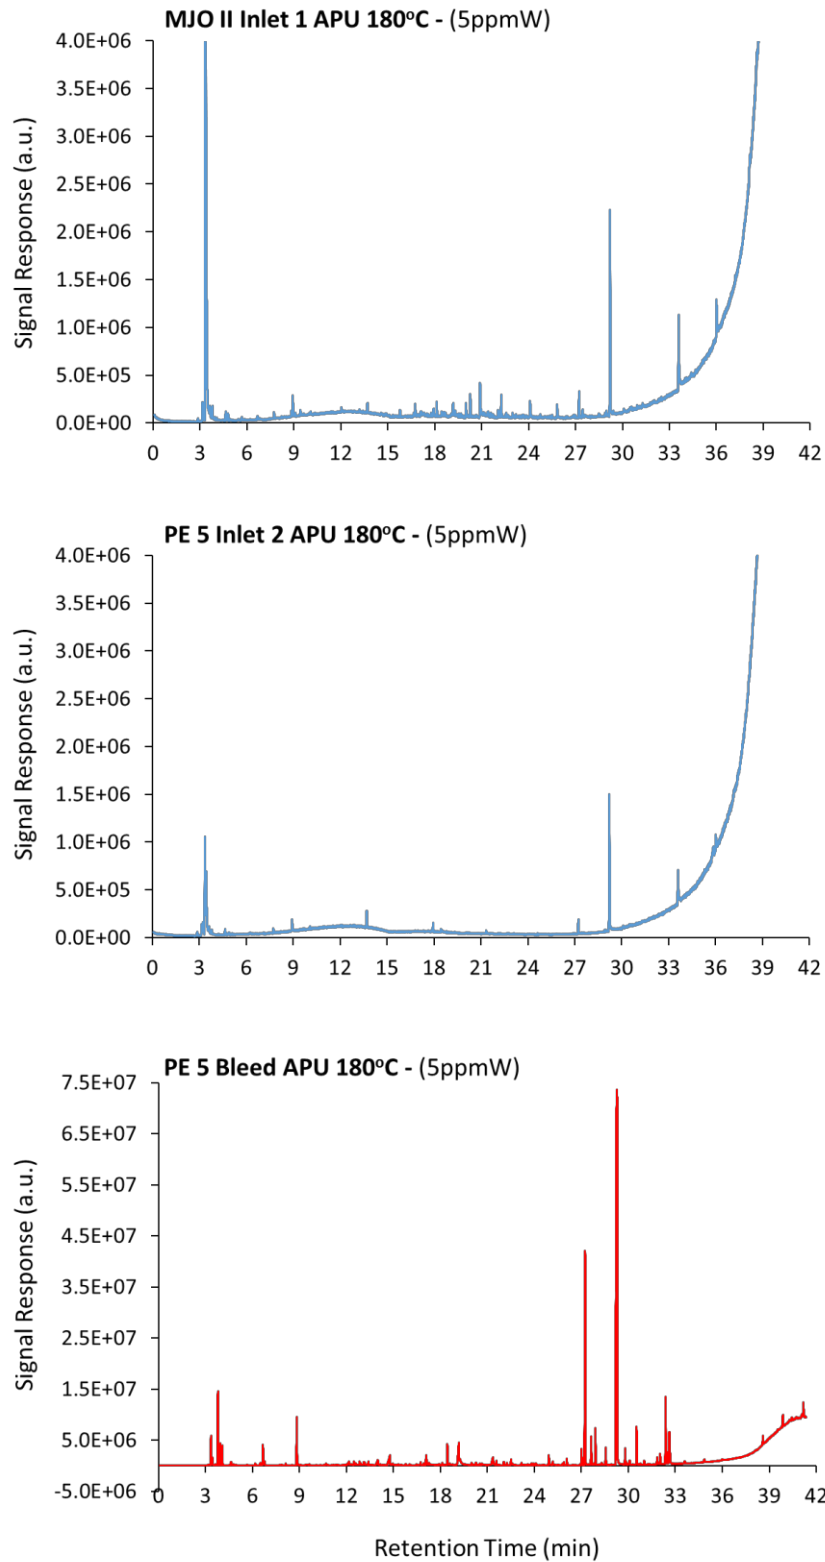 MJO II Inlet 1 APU 180ºC - (5ppmW)
4.0E+06
3.5E+06
3.0E+06
2.5E+06
2.0E+06
1.5E+06
1.0E+06
5.0E+05
0.0E+00
Signal Response (a.u.)
0 3 6 9 12 15 18 21 24 27 30 33 36 39 42
PE 5 Inlet 2 APU 180ºC - (5ppmW)
4.0E+06
3.5E+06
3.0E+06
2.5E+06
2.0E+06
1.5E+06
1.0E+06
5.0E+05
0.0E+00
Signal Response (a.u.)
0 3 6 9 12 15 18 21 24 27 30 33 36 39 42
PE 5 Bleed APU 180ºC - (5ppmW)
7.5E+07
6.5E+07
5.5E+07
4.5E+07
3.5E+07
2.5E+07
1.5E+07
5.0E+06
-5.0E+06
Signal Response (a.u.)
0 3 6 9 12 15 18 21 24 27 30 33 36 39 42
Retention Time (min)